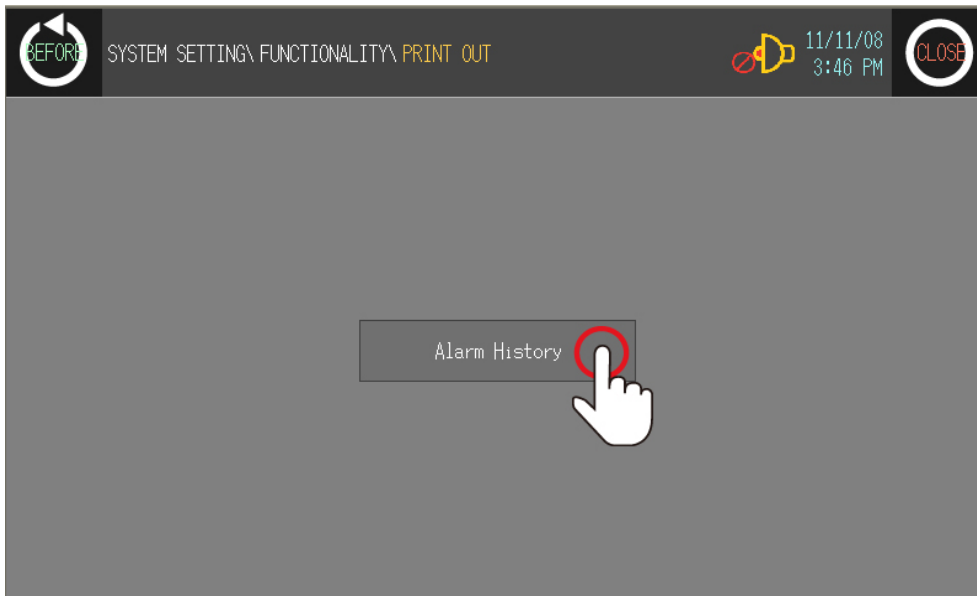 BEFORE
SYSTEM SETTING\ FUNCTIONALITY\ PRINT OUT
11/11/08
3:46 PM
CLOSE
Alarm History